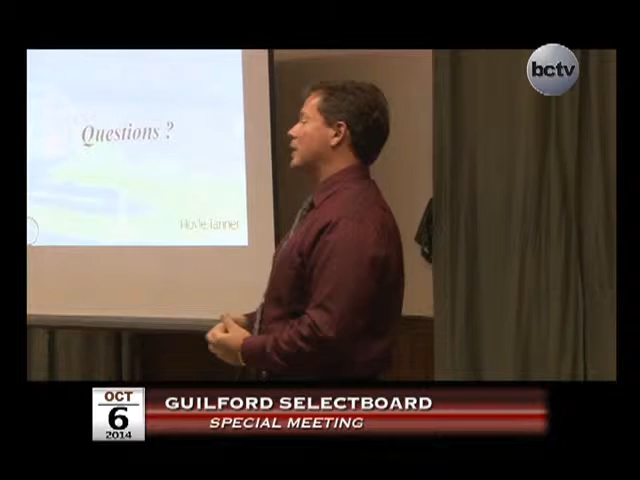 bctv
Questions ?
Hoyle, Tanner
OCT
6
2014
GUILFORD SELECTBOARD
SPECIAL MEETING